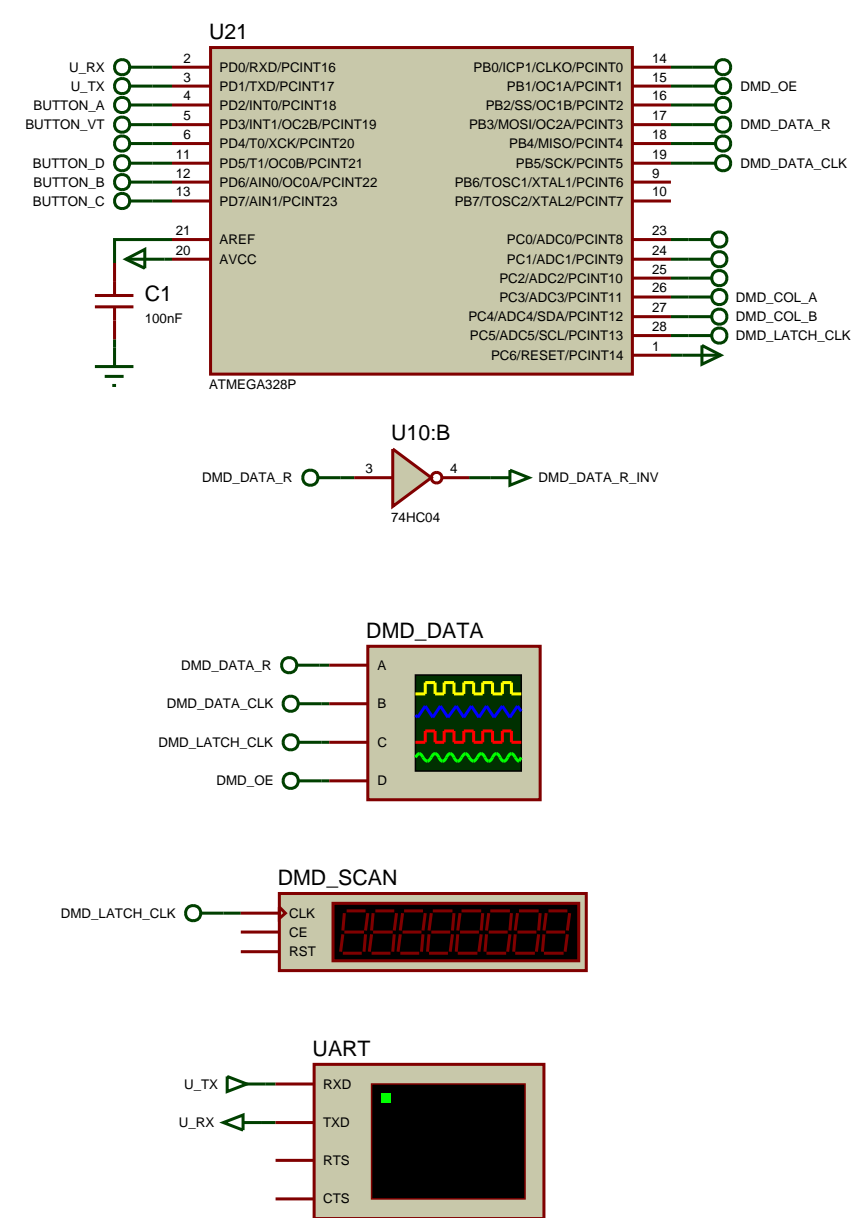 U21
U_RX 2 PD0/RXD/PCINT16 PB0/ICP1/CLKO/PCINT0 14
U_TX 3 PD1/TXD/PCINT17 PB1/OC1A/PCINT1 15 DMD_OE
BUTTON_A 4 PD2/INT0/PCINT18 PB2/SS/OC1B/PCINT2 16
BUTTON_VT 5 PD3/INT1/OC2B/PCINT19 PB3/MOSI/OC2A/PCINT3 17 DMD_DATA_R
6 PD4/T0/XCK/PCINT20 PB4/MISO/PCINT4 18
BUTTON_D 11 PD5/T1/OC0B/PCINT21 PB5/SCK/PCINT5 19 DMD_DATA_CLK
BUTTON_B 12 PD6/AIN0/OC0A/PCINT22 PB6/TOSC1/XTAL1/PCINT6 9
BUTTON_C 13 PD7/AIN1/PCINT23 PB7/TOSC2/XTAL2/PCINT7 10
21 AREF PC0/ADC0/PCINT8 23
20 AVCC PC1/ADC1/PCINT9 24
PC2/ADC2/PCINT10 25
C1 PC3/ADC3/PCINT11 26 DMD_COL_A
100nF PC4/ADC4/SDA/PCINT12 27 DMD_COL_B
PC5/ADC5/SCL/PCINT13 28 DMD_LATCH_CLK
PC6/RESET/PCINT14 1
ATMEGA328P
U10:B
DMD_DATA_R 3 4 DMD_DATA_R_INV
74HC04
DMD_DATA
DMD_DATA_R A
DMD_DATA_CLK B
DMD_LATCH_CLK C
DMD_OE D
DMD_SCAN
DMD_LATCH_CLK CLK
CE
RST
UART
U_TX RXD
U_RX TXD
RTS
CTS